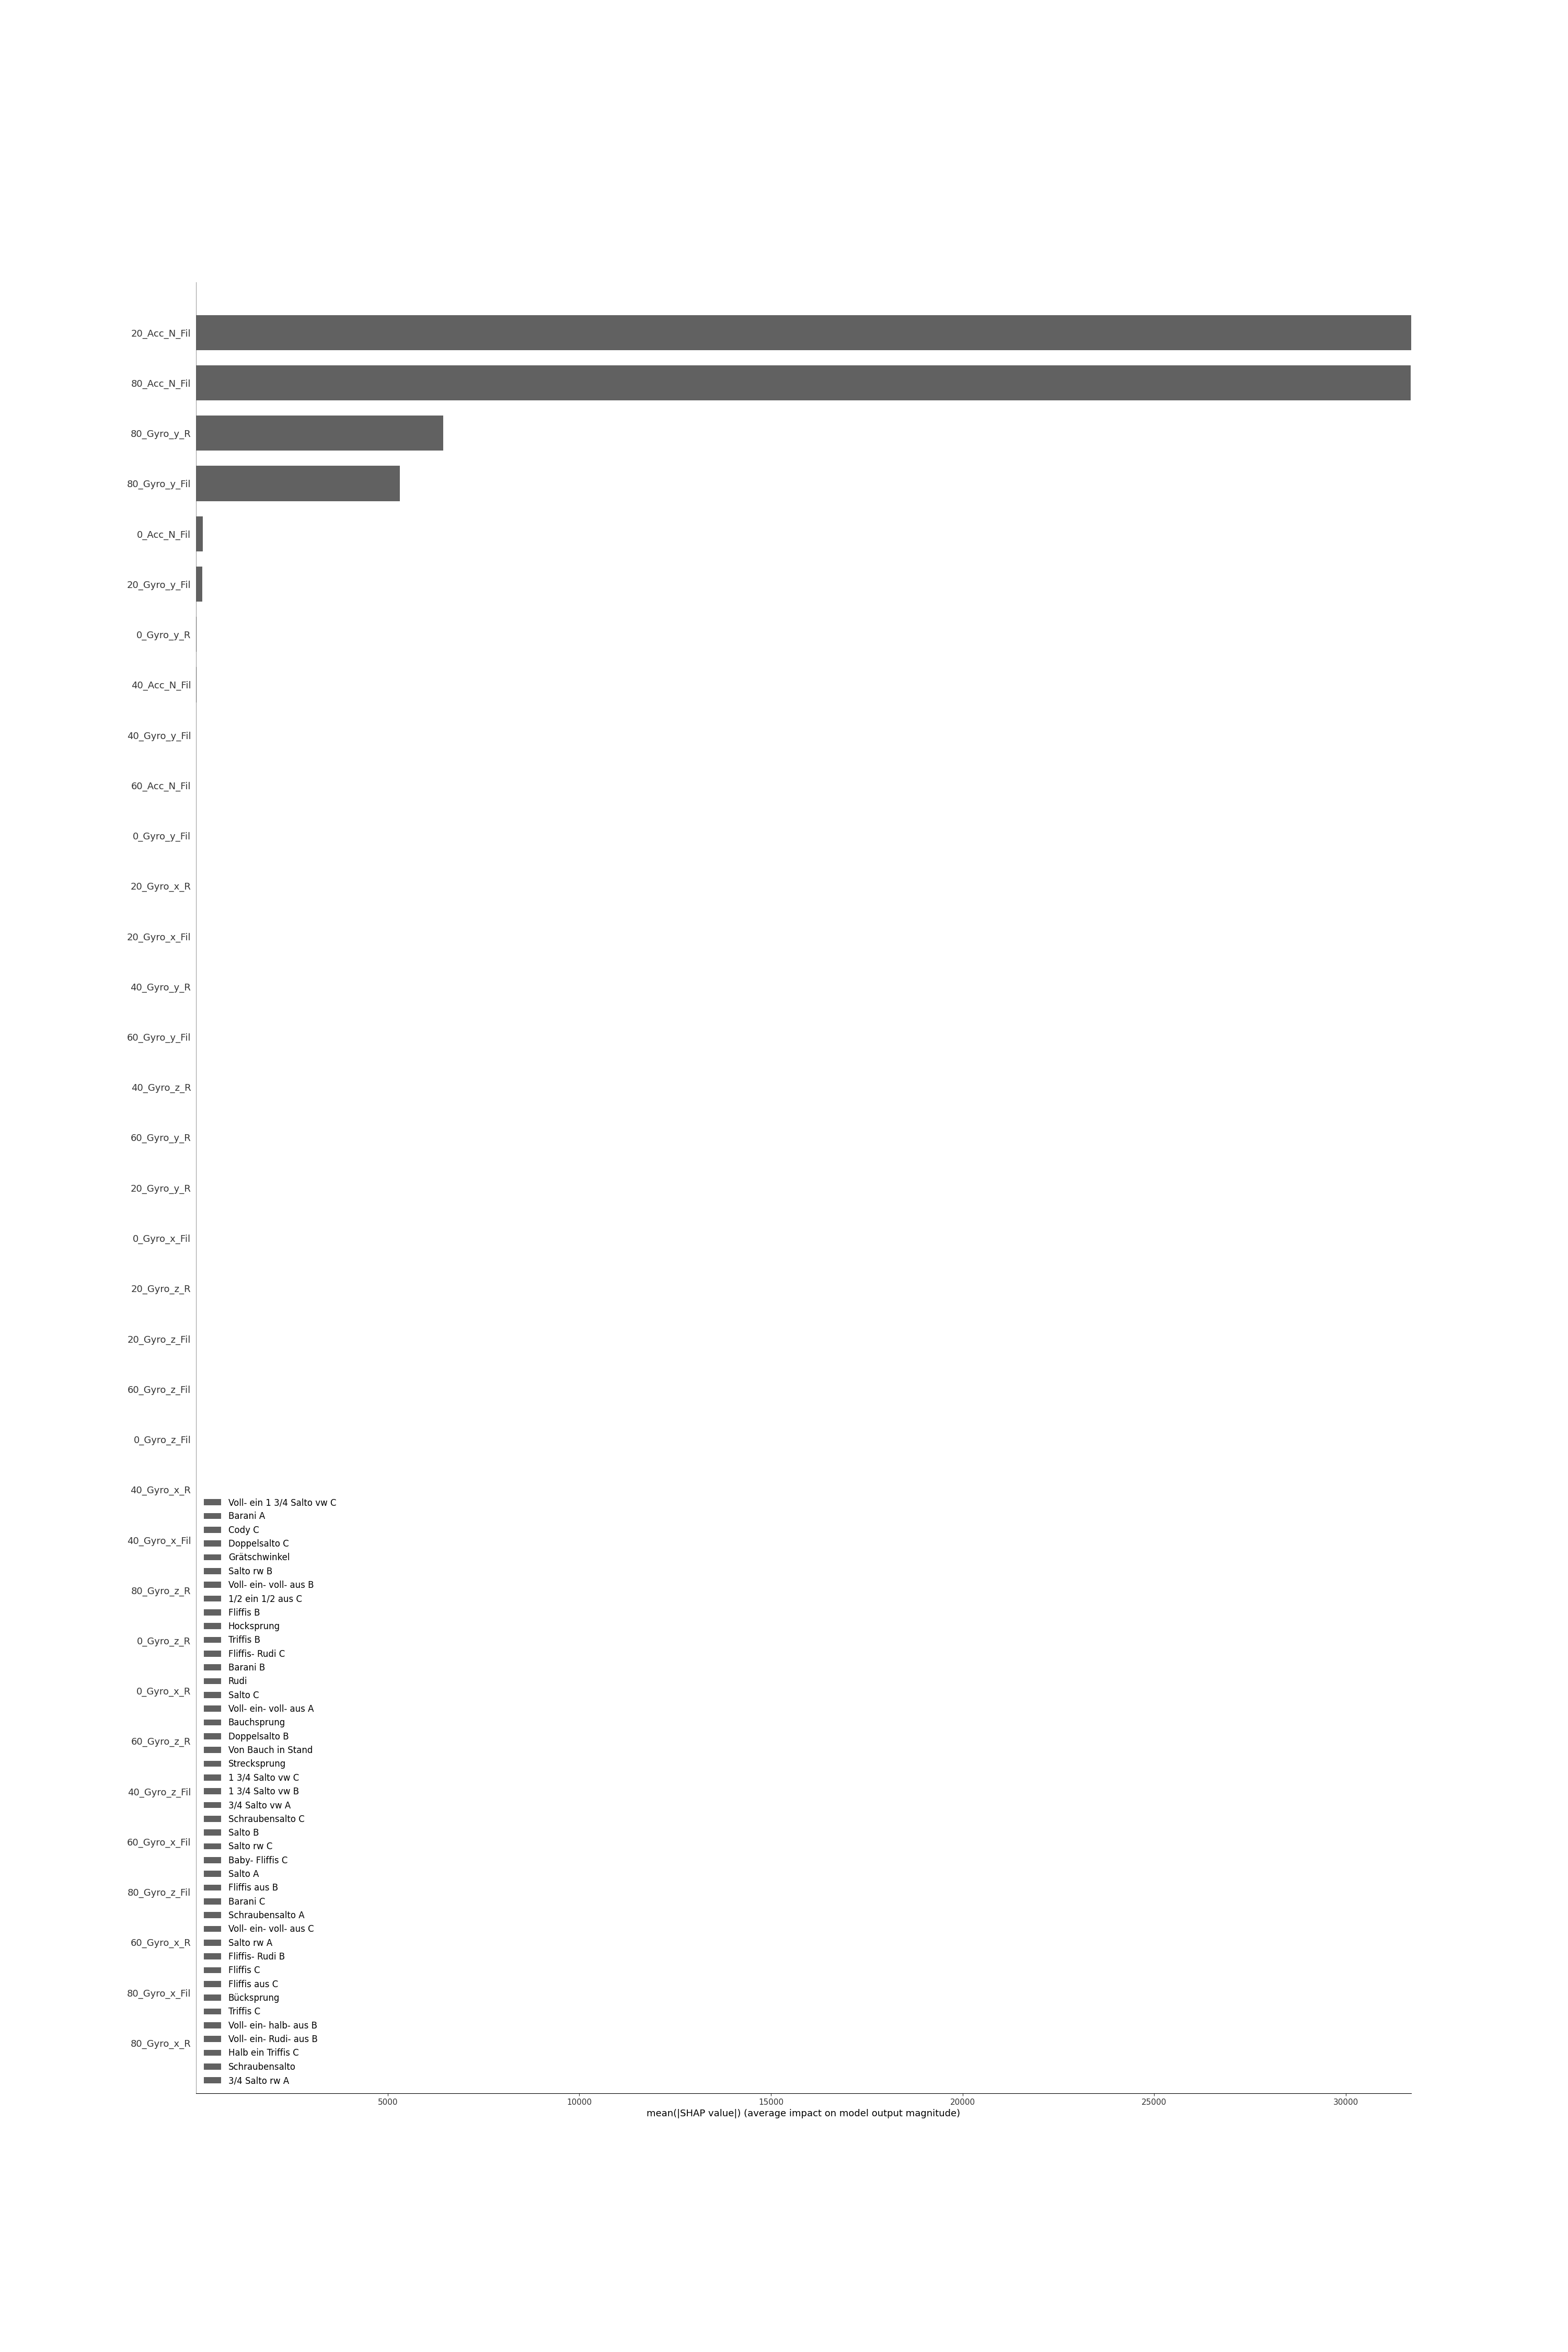 20_Acc_N_Fil
80_Acc_N_Fil
80_Gyro_y_R
80_Gyro_y_Fil
0_Acc_N_Fil
20_Gyro_y_Fil
0_Gyro_y_R
40_Acc_N_Fil
40_Gyro_y_Fil
60_Acc_N_Fil
0_Gyro_y_Fil
20_Gyro_x_R
20_Gyro_x_Fil
40_Gyro_y_R
60_Gyro_y_Fil
40_Gyro_z_R
60_Gyro_y_R
20_Gyro_y_R
0_Gyro_x_Fil
20_Gyro_z_R
20_Gyro_z_Fil
60_Gyro_z_Fil
0_Gyro_z_Fil
40_Gyro_x_R
40_Gyro_x_Fil
80_Gyro_z_R
0_Gyro_z_R
0_Gyro_x_R
60_Gyro_z_R
40_Gyro_z_Fil
60_Gyro_x_Fil
80_Gyro_z_Fil
60_Gyro_x_R
80_Gyro_x_Fil
80_Gyro_x_R
Voll- ein 1 3/4 Salto vw C
Barani A
Cody C
Doppelsalto C
Grätschwinkel
Salto rw B
Voll- ein- voll- aus B
1/2 ein 1/2 aus C
Fliffis B
Hocksprung
Triffis B
Fliffis- Rudi C
Barani B
Rudi
Salto C
Voll- ein- voll- aus A
Bauchsprung
Doppelsalto B
Von Bauch in Stand
Strecksprung
1 3/4 Salto vw C
1 3/4 Salto vw B
3/4 Salto vw A
Schraubensalto C
Salto B
Salto rw C
Baby- Fliffis C
Salto A
Fliffis aus B
Barani C
Schraubensalto A
Voll- ein- voll- aus C
Salto rw A
Fliffis- Rudi B
Fliffis C
Fliffis aus C
Bücksprung
Triffis C
Voll- ein- halb- aus B
Voll- ein- Rudi- aus B
Halb ein Triffis C
Schraubensalto
3/4 Salto rw A
5000 10000 15000 20000 25000 30000
mean(|SHAP value|) (average impact on model output magnitude)